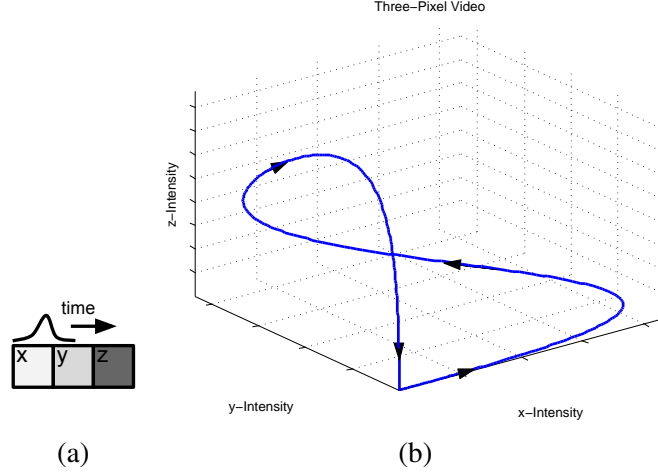 Three-Pixel Video
z-Intensity
y-Intensity
x-Intensity
time
x y z
(a)
(b)